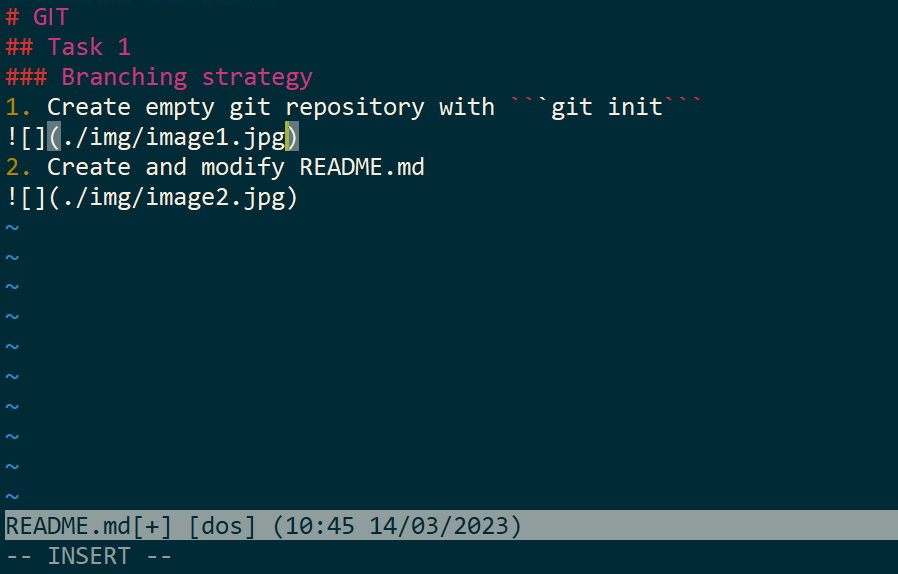 # GIT
## Task 1
### Branching strategy
1. Create empty git repository with ```git init```
![](./img/image1.jpg)
2. Create and modify README.md
![](./img/image2.jpg)
~
~
~
~
~
~
~
~
~
~
README.md[+] [dos] (10:45 14/03/2023)
-- INSERT --